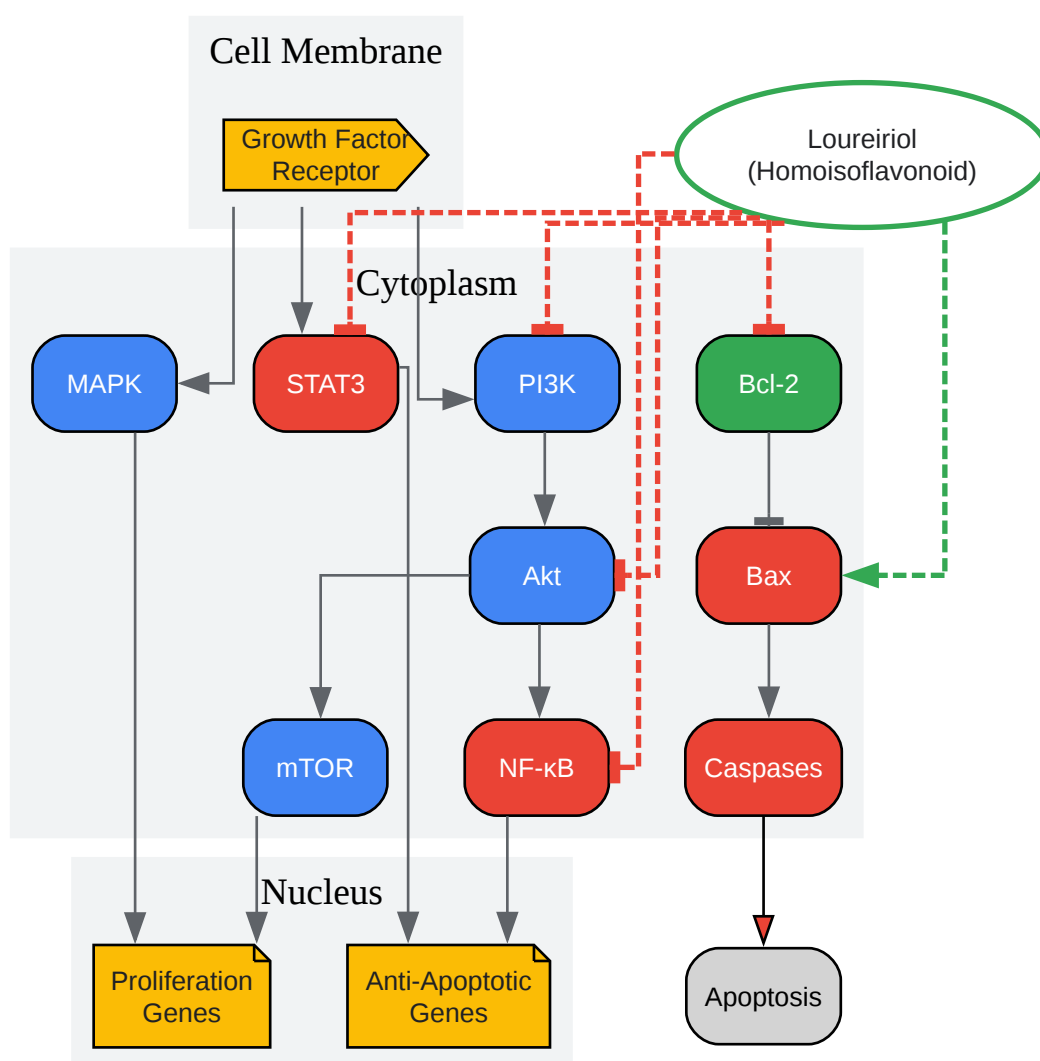 Cell Membrane
Growth Factor
Receptor
Loureiriol
(Homoisoflavonoid)
Cytoplasm
MAPK
STAT3
PI3K
Bcl-2
Akt
Bax
mTOR
NF-κB
Caspases
Nucleus
Proliferation
Genes
Anti-Apoptotic
Genes
Apoptosis